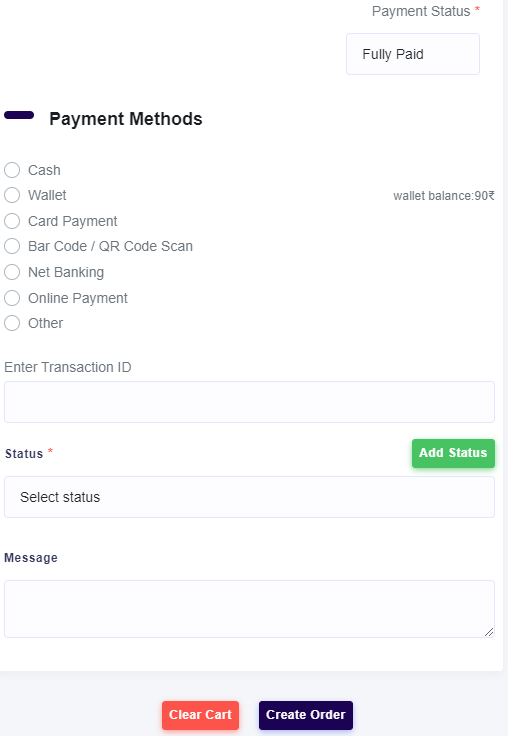 Payment Status *
Fully Paid
Payment Methods
Cash
Wallet wallet balance:90₹
Card Payment
Bar Code / QR Code Scan
Net Banking
Online Payment
Other
Enter Transaction ID
Status * Add Status
Select status
Message
Clear Cart Create Order